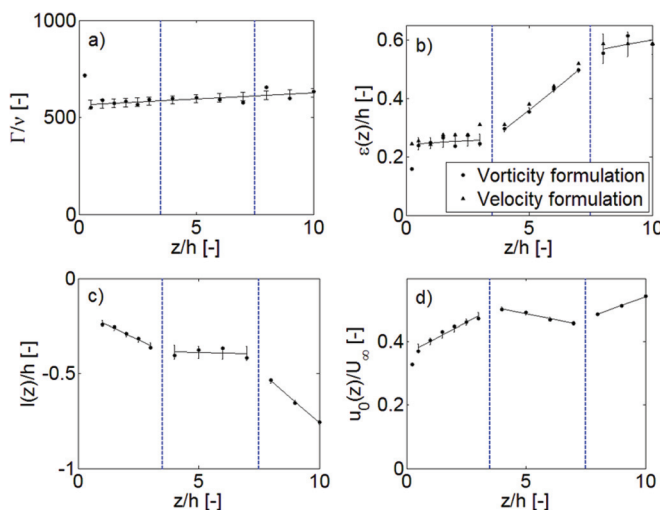 a)
1000
500
0
Γ/ν [-]
0
5
10
z/h [-]
b)
0.6
0.4
0.2
0
ε(z)/h [-]
Vorticity formulation
Velocity formulation
0
5
10
z/h [-]
c)
0
-0.5
-1
l(z)/h [-]
0
5
10
z/h [-]
d)
0.4
0.2
0
u₀(z)/U∞ [-]
0
5
10
z/h [-]